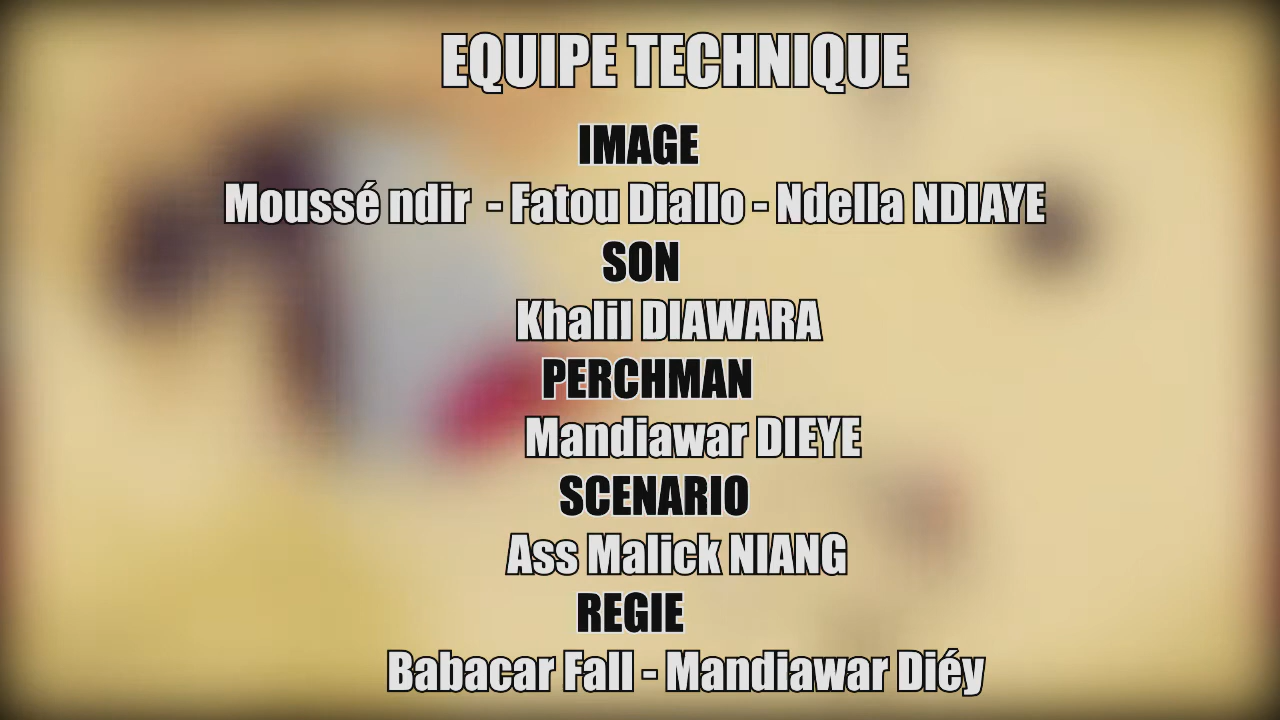 EQUIPE TECHNIQUE
IMAGE
Moussé ndir - Fatou Diallo - Ndella NDIAYE
SON
Khalil DIAWARA
PERCHMAN
Mandiawar DIEYE
SCENARIO
Ass Malick NIANG
REGIE
Babacar Fall - Mandiawar Diéy